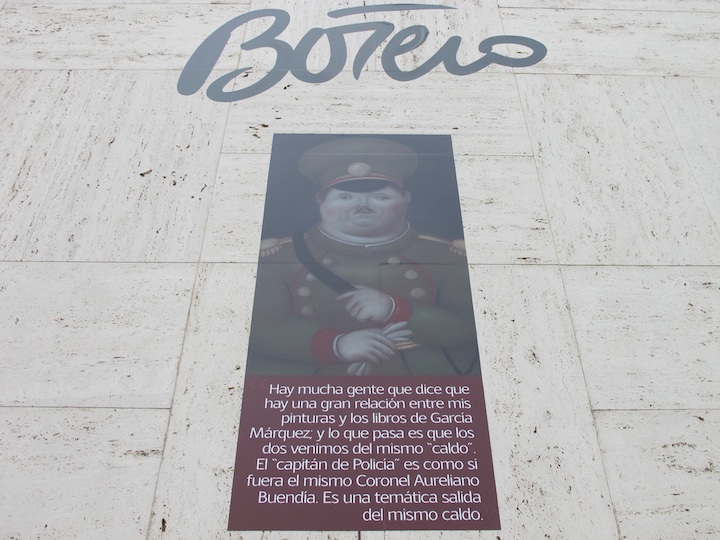 Botero
Hay mucha gente que dice que
hay una gran relación entre mis
pinturas y los libros de García
Márquez; y lo que pasa es que los
dos venimos del mismo "caldo".
El "capitán de Policía" es como si
fuera el mismo Coronel Aureliano
Buendía. Es una temática salida
del mismo caldo.